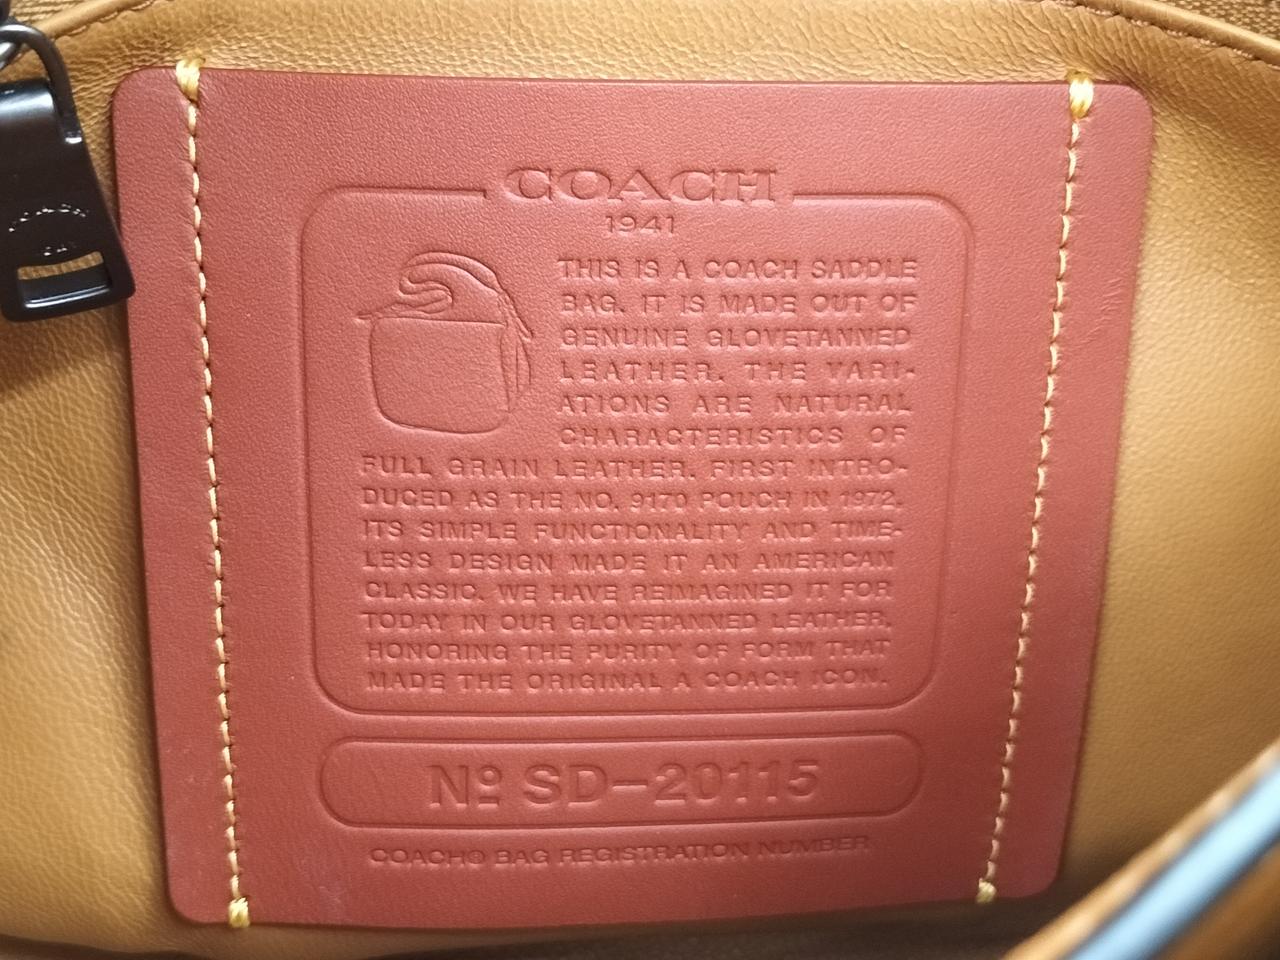 COACH
1941
THIS IS A COACH SADDLE
BAG. IT IS MADE OUT OF
GENUINE GLOVETANNED
LEATHER. THE VARI-
ATIONS ARE NATURAL
CHARACTERISTICS OF
FULL GRAIN LEATHER. FIRST INTRO-
DUCED AS THE NO. 9170 POUCH IN 1972.
ITS SIMPLE FUNCTIONALITY AND TIME-
LESS DESIGN MADE IT AN AMERICAN
CLASSIC. WE HAVE REIMAGINED IT FOR
TODAY IN OUR GLOVETANNED LEATHER,
HONORING THE PURITY OF FORM THAT
MADE THE ORIGINAL A COACH ICON.
Nº SD-20115
COACH® BAG REGISTRATION NUMBER
COACH